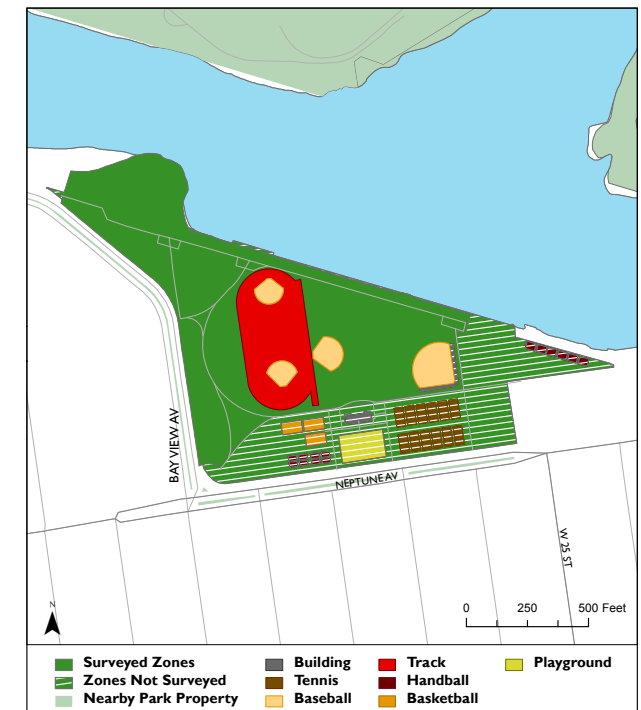 BAY VIEW AV
NEPTUNE AV
W 25 ST
N
0 250 500 Feet
Surveyed Zones Building Track Playground
Zones Not Surveyed Tennis Handball
Nearby Park Property Baseball Basketball